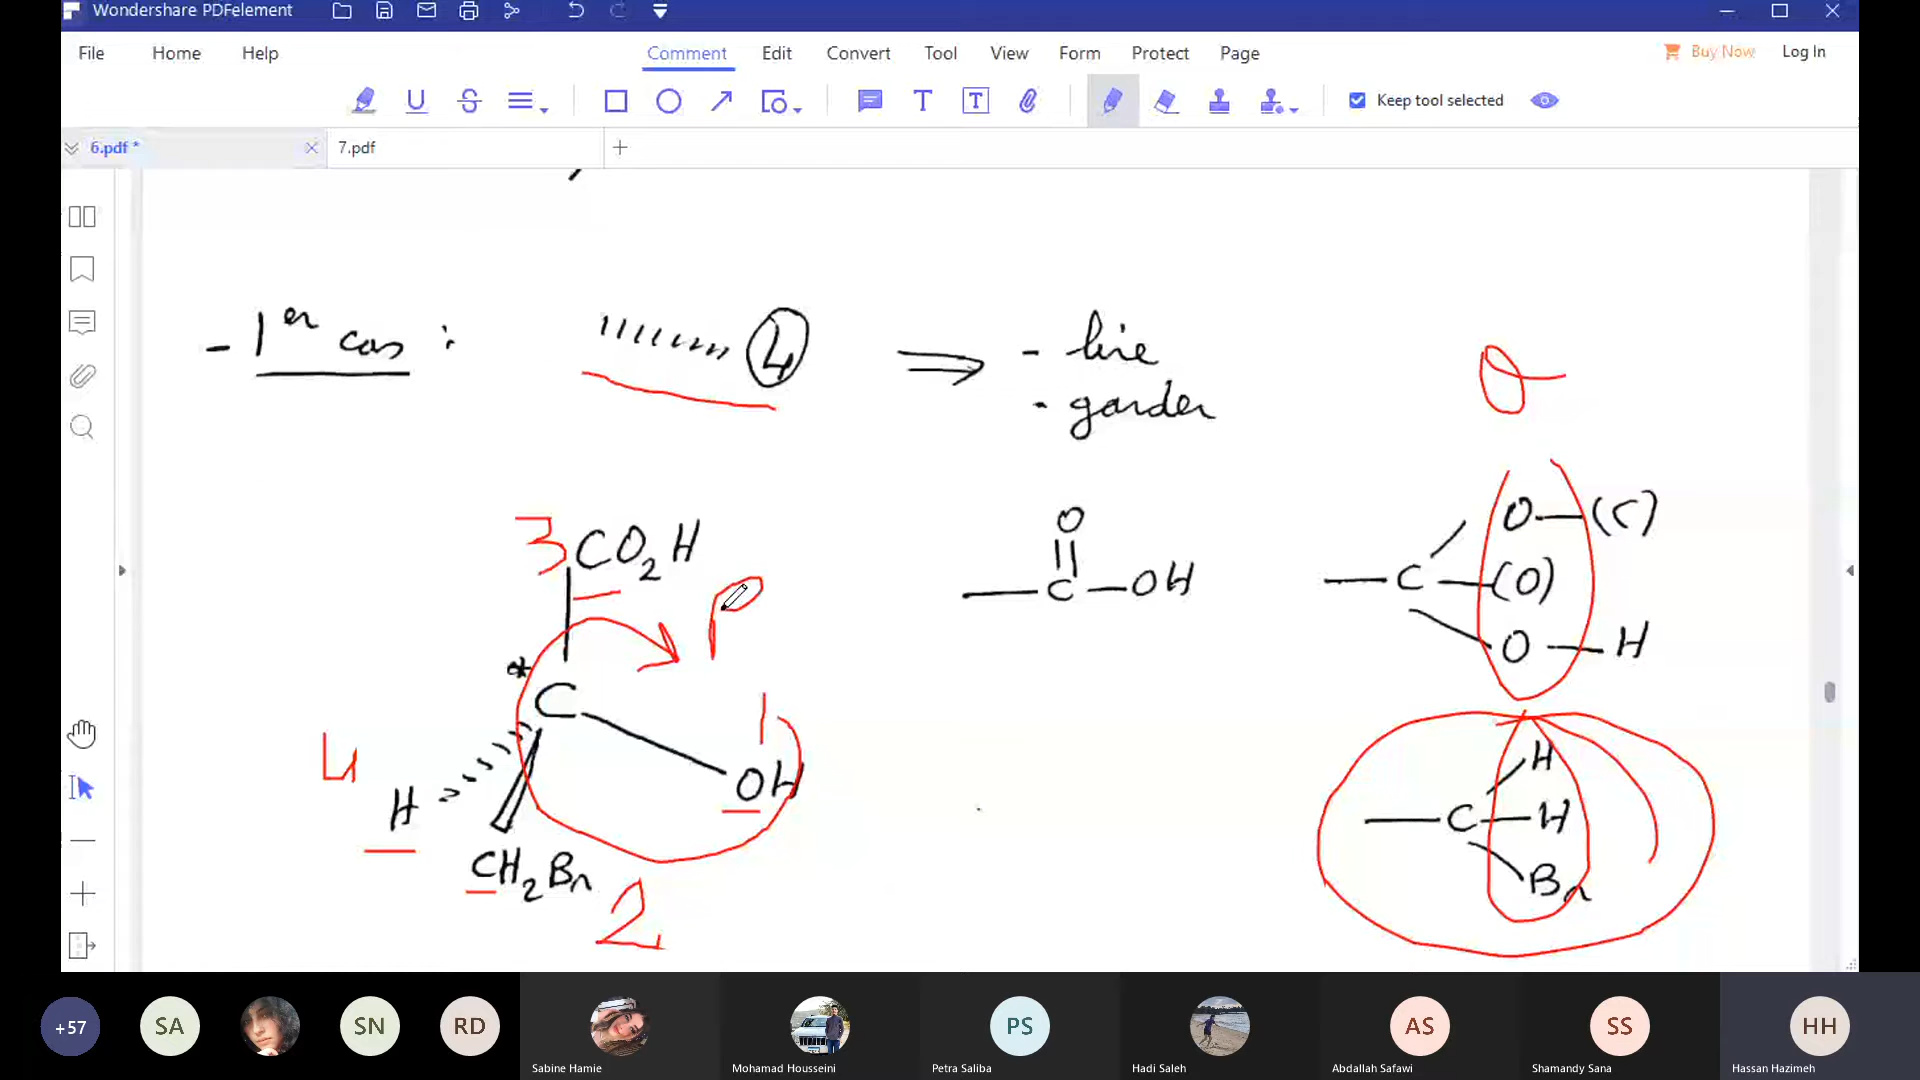 Wondershare PDFelement
File Home Help Comment Edit Convert Tool View Form Protect Page Buy Now Log In
Keep tool selected
6.pdf * 7.pdf
- 1er cas : 4 ⇒ - lire
- garder
3 CO2H
O
C - OH
C O - (C)
(O)
O - H
* C
1
OH
4
H
CH2Br
2
C H
H
Br
+57 SA SN RD PS AS SS HH
Sabine Hamie Mohamad Housseini Petra Saliba Hadi Saleh Abdallah Safawi Shamandy Sana Hassan Hazimeh